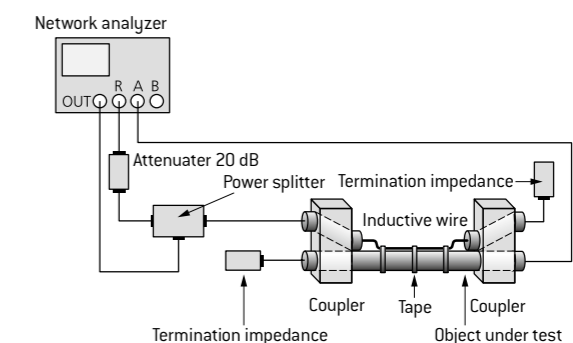 Network analyzer
R A B
OUT
Attenuater 20 dB
Power splitter
Termination impedance
Inductive wire
Coupler
Tape
Coupler
Termination impedance
Object under test